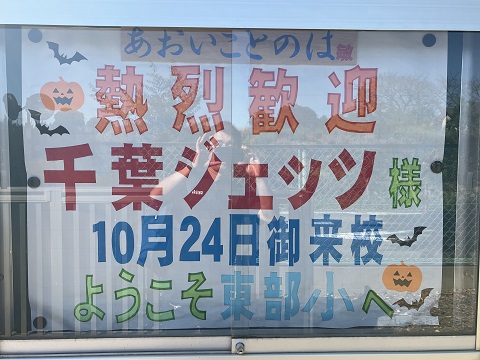 あおいことのは
熱烈歓迎
千葉ジェッツ様
10月24日御来校
ようこそ東部小へ